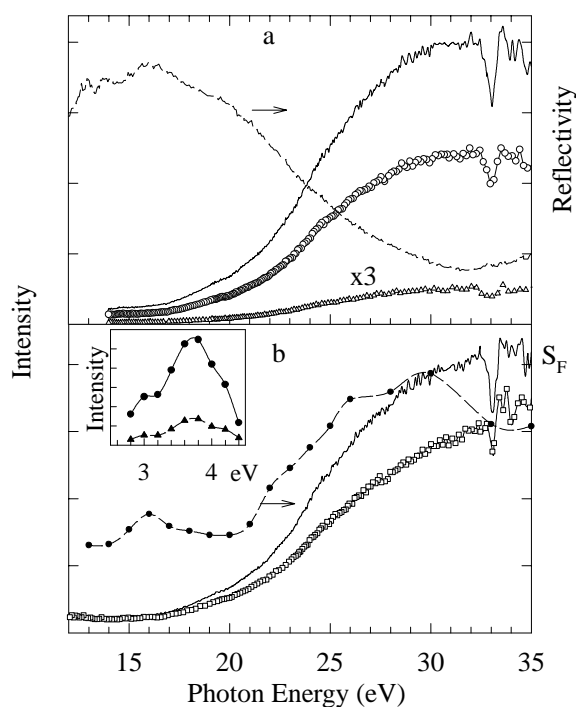 a
Intensity
Reflectivity
x3
b
S_F
Intensity
3 4 eV
15 20 25 30 35
Photon Energy (eV)